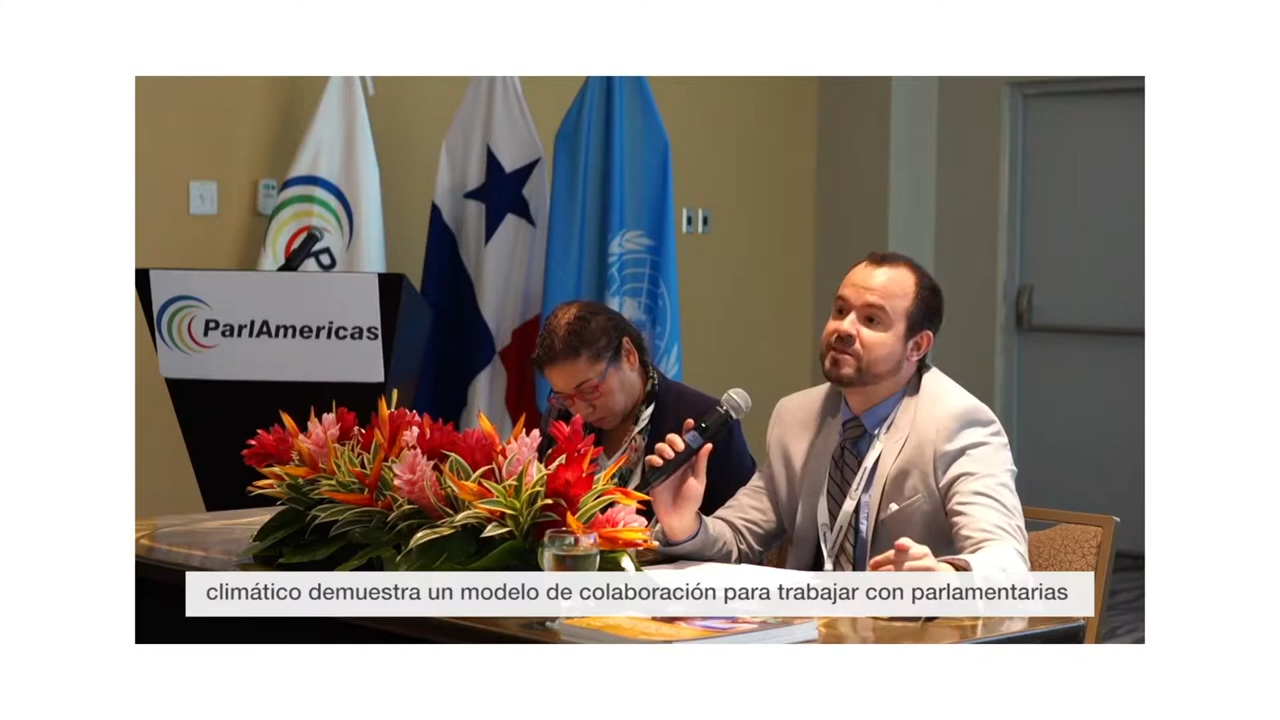 P
ParlAmericas
climático demuestra un modelo de colaboración para trabajar con parlamentarias